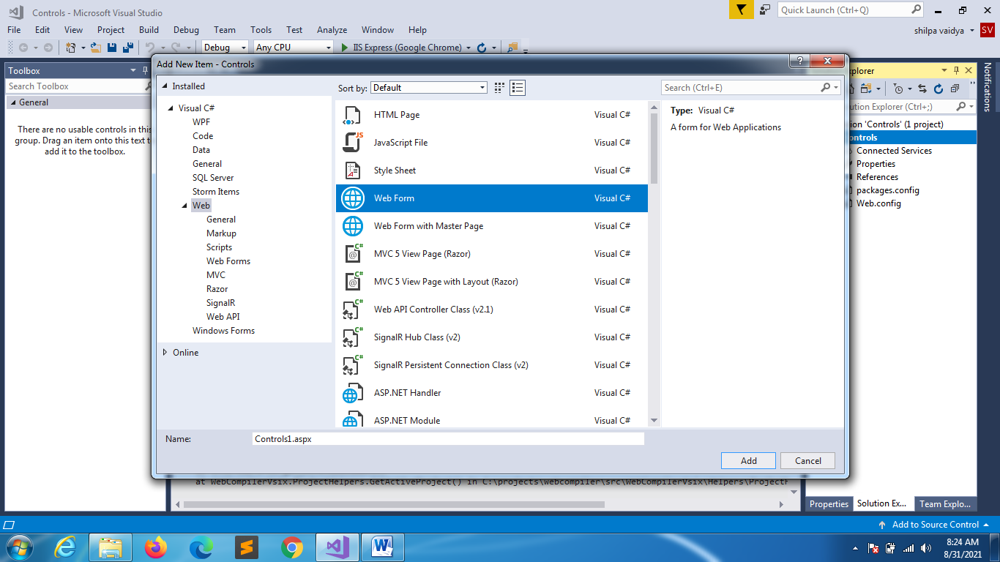 Controls - Microsoft Visual Studio
Quick Launch (Ctrl+Q)
File Edit View Project Build Debug Team Tools Test Analyze Window Help
shilpa vaidya SV
Debug Any CPU IIS Express (Google Chrome)
Toolbox
Search Toolbox
General
There are no usable controls in this
group. Drag an item onto this text t
add it to the toolbox.
Add New Item - Controls
Installed
Visual C#
WPF
Code
Data
General
SQL Server
Storm Items
Web
General
Markup
Scripts
Web Forms
MVC
Razor
SignalR
Web API
Windows Forms
Online
Sort by: Default
Search (Ctrl+E)
HTML Page Visual C#
JavaScript File Visual C#
Style Sheet Visual C#
Web Form Visual C#
Web Form with Master Page Visual C#
MVC 5 View Page (Razor) Visual C#
MVC 5 View Page with Layout (Razor) Visual C#
Web API Controller Class (v2.1) Visual C#
SignalR Hub Class (v2) Visual C#
SignalR Persistent Connection Class (v2) Visual C#
ASP.NET Handler Visual C#
ASP.NET Module Visual C#
Type: Visual C#
A form for Web Applications
Name: Controls1.aspx
Add Cancel
xplorer
ution Explorer (Ctrl+;)
ion 'Controls' (1 project)
ontrols
Connected Services
Properties
References
packages.config
Web.config
Notifications
at WebCompilerVsix.ProjectHelpers.GetActiveProject() in C:\projects\webcompiler\src\WebCompilerVsix\Helpers\ProjectH
Properties Solution Ex... Team Explo...
Add to Source Control
8:24 AM
8/31/2021